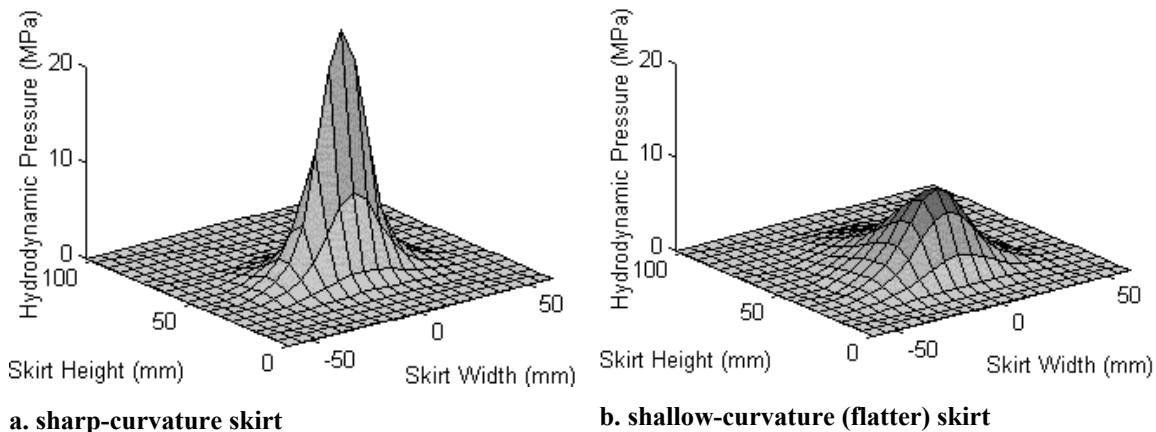 Hydrodynamic Pressure (MPa)
20
10
0
100
50
0
Skirt Height (mm)
-50
0
50
Skirt Width (mm)
a. sharp-curvature skirt
Hydrodynamic Pressure (MPa)
20
10
0
100
50
0
Skirt Height (mm)
-50
0
50
Skirt Width (mm)
b. shallow-curvature (flatter) skirt